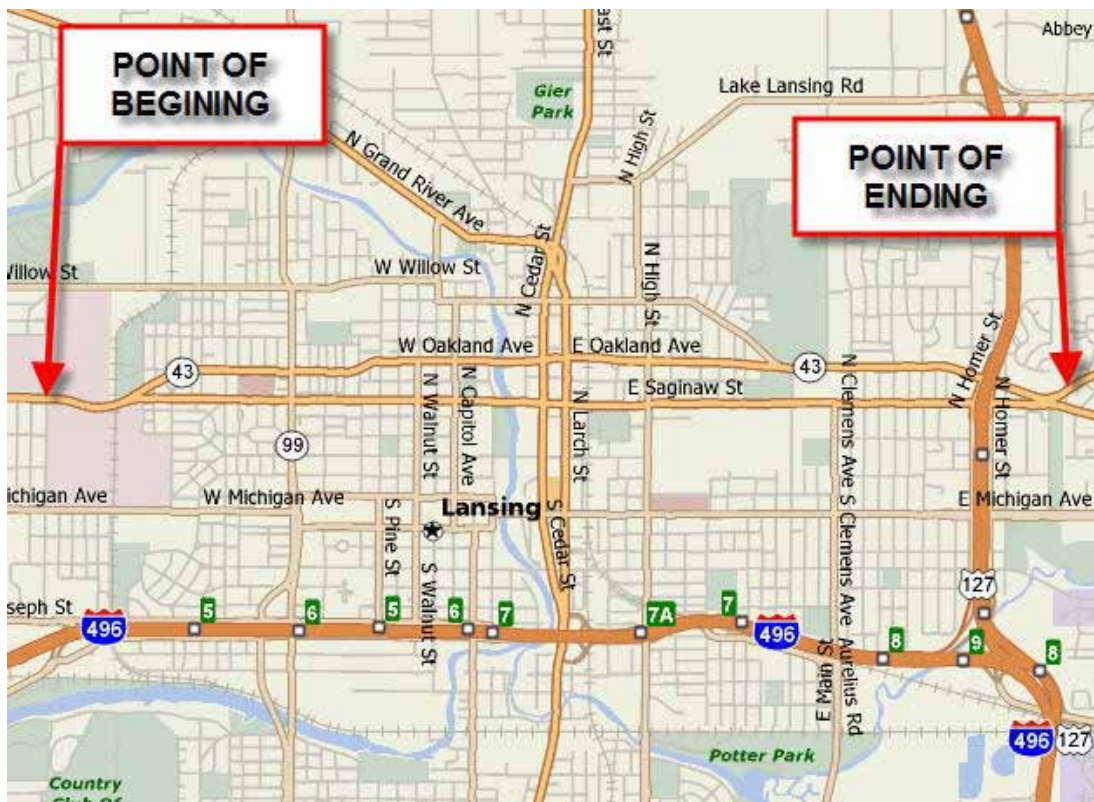 POINT OF
BEGINING
N Grand River Ave
Gier
Park
ast St
N High St
Lake Lansing Rd
Abbey
POINT OF
ENDING
Willow St
W Willow St
N Cedar St
N High St
W Oakland Ave
E Oakland Ave
43
43
E Saginaw St
N Homer St
N Homer St
N Walnut St
N Capitol Ave
N Larch St
N Clemens Ave
S Clemens Ave
99
ichigan Ave
W Michigan Ave
E Michigan Ave
Lansing
S Pine St
S Walnut St
S Cedar St
Aurelius Rd
E Main St
127
seph St
496
5
6
5
6
7
7A
7
496
8
9
8
496
127
Potter Park
Country
Club Of